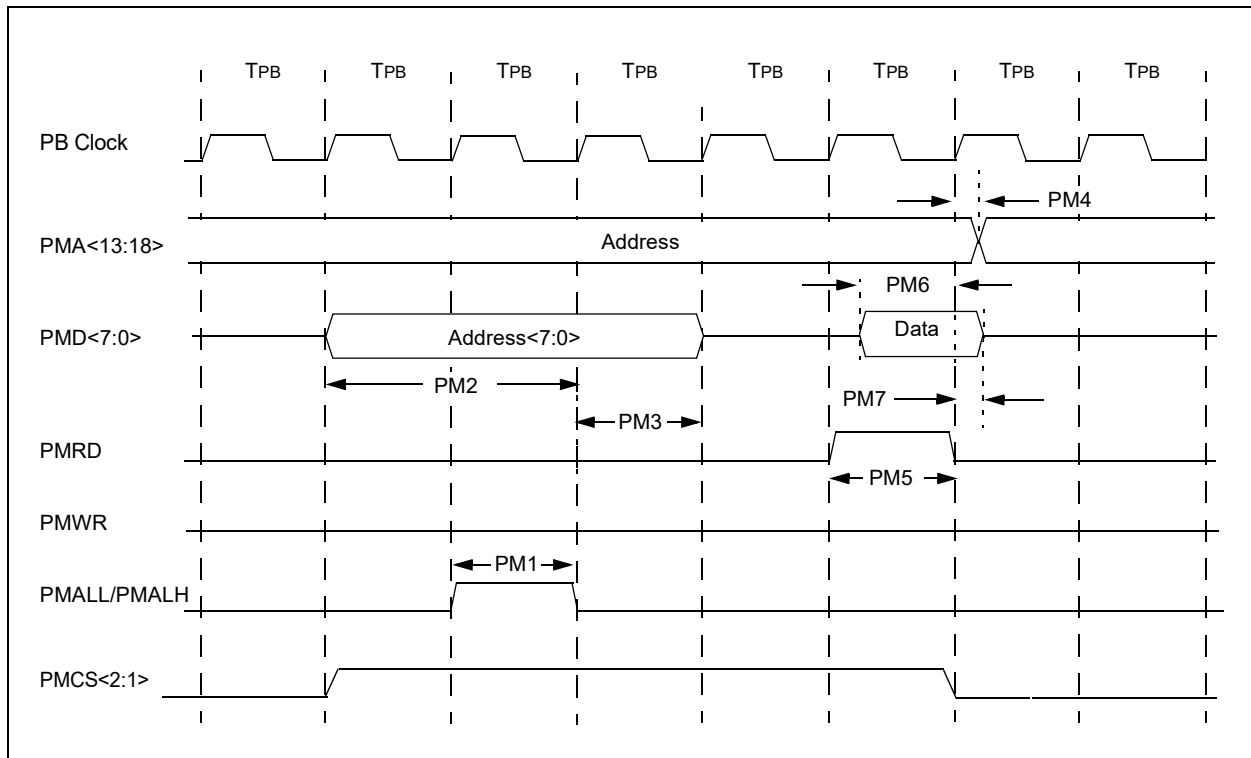 TPB TPB TPB TPB TPB TPB TPB TPB
PB Clock
PM4
PMA<13:18>
Address
PM6
PMD<7:0>
Address<7:0>
Data
PM2
PM7
PM3
PMRD
PM5
PMWR
PM1
PMALL/PMALH
PMCS<2:1>